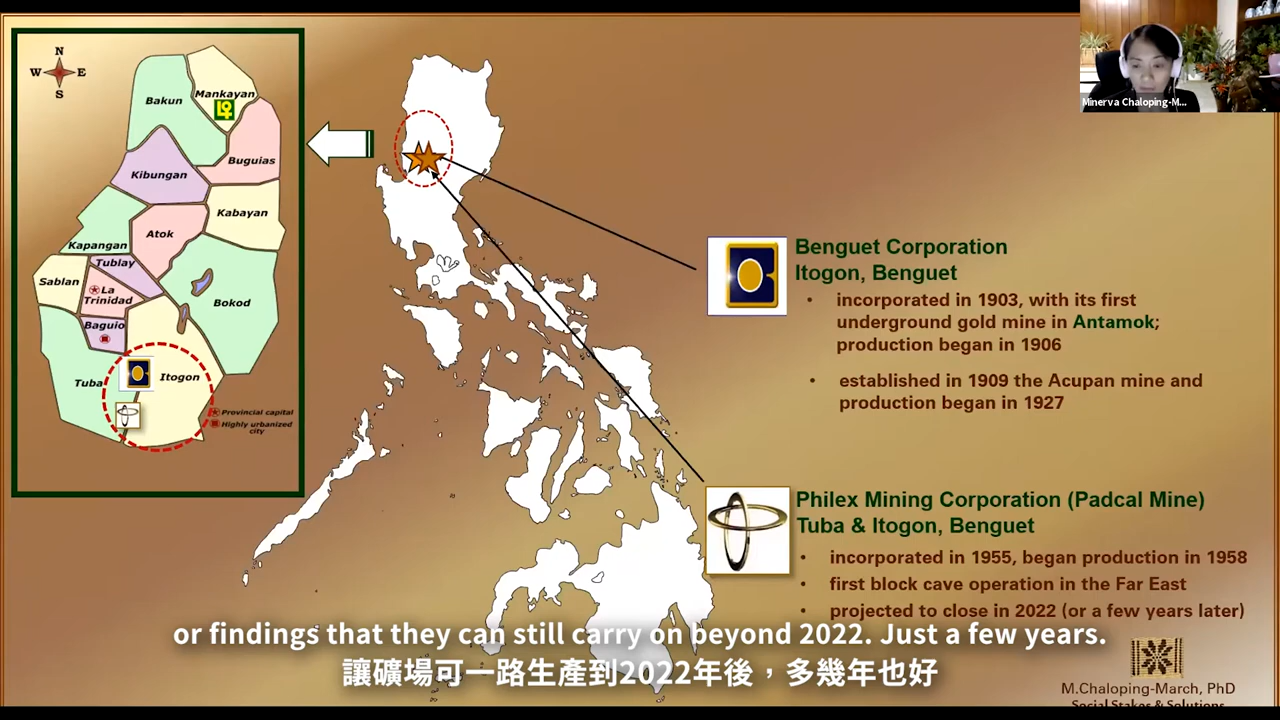 N
W E
S
Bakun
Mankayan
Buguias
Kibungan
Kabayan
Atok
Kapangan
Tublay
Sablan
La
Trinidad
Bokod
Baguio
Tuba
Itogon
Provincial capital
Highly urbanized
city
Minerva Chaloping-M...
Benguet Corporation
Itogon, Benguet
• incorporated in 1903, with its first
underground gold mine in Antamok;
production began in 1906
• established in 1909 the Acupan mine and
production began in 1927
Philex Mining Corporation (Padcal Mine)
Tuba & Itogon, Benguet
• incorporated in 1955, began production in 1958
• first block cave operation in the Far East
• projected to close in 2022 (or a few years later)
or findings that they can still carry on beyond 2022. Just a few years.
讓礦場可一路生產到2022年後，多幾年也好
M.Chaloping-March, PhD
Social Stakes & Solutions